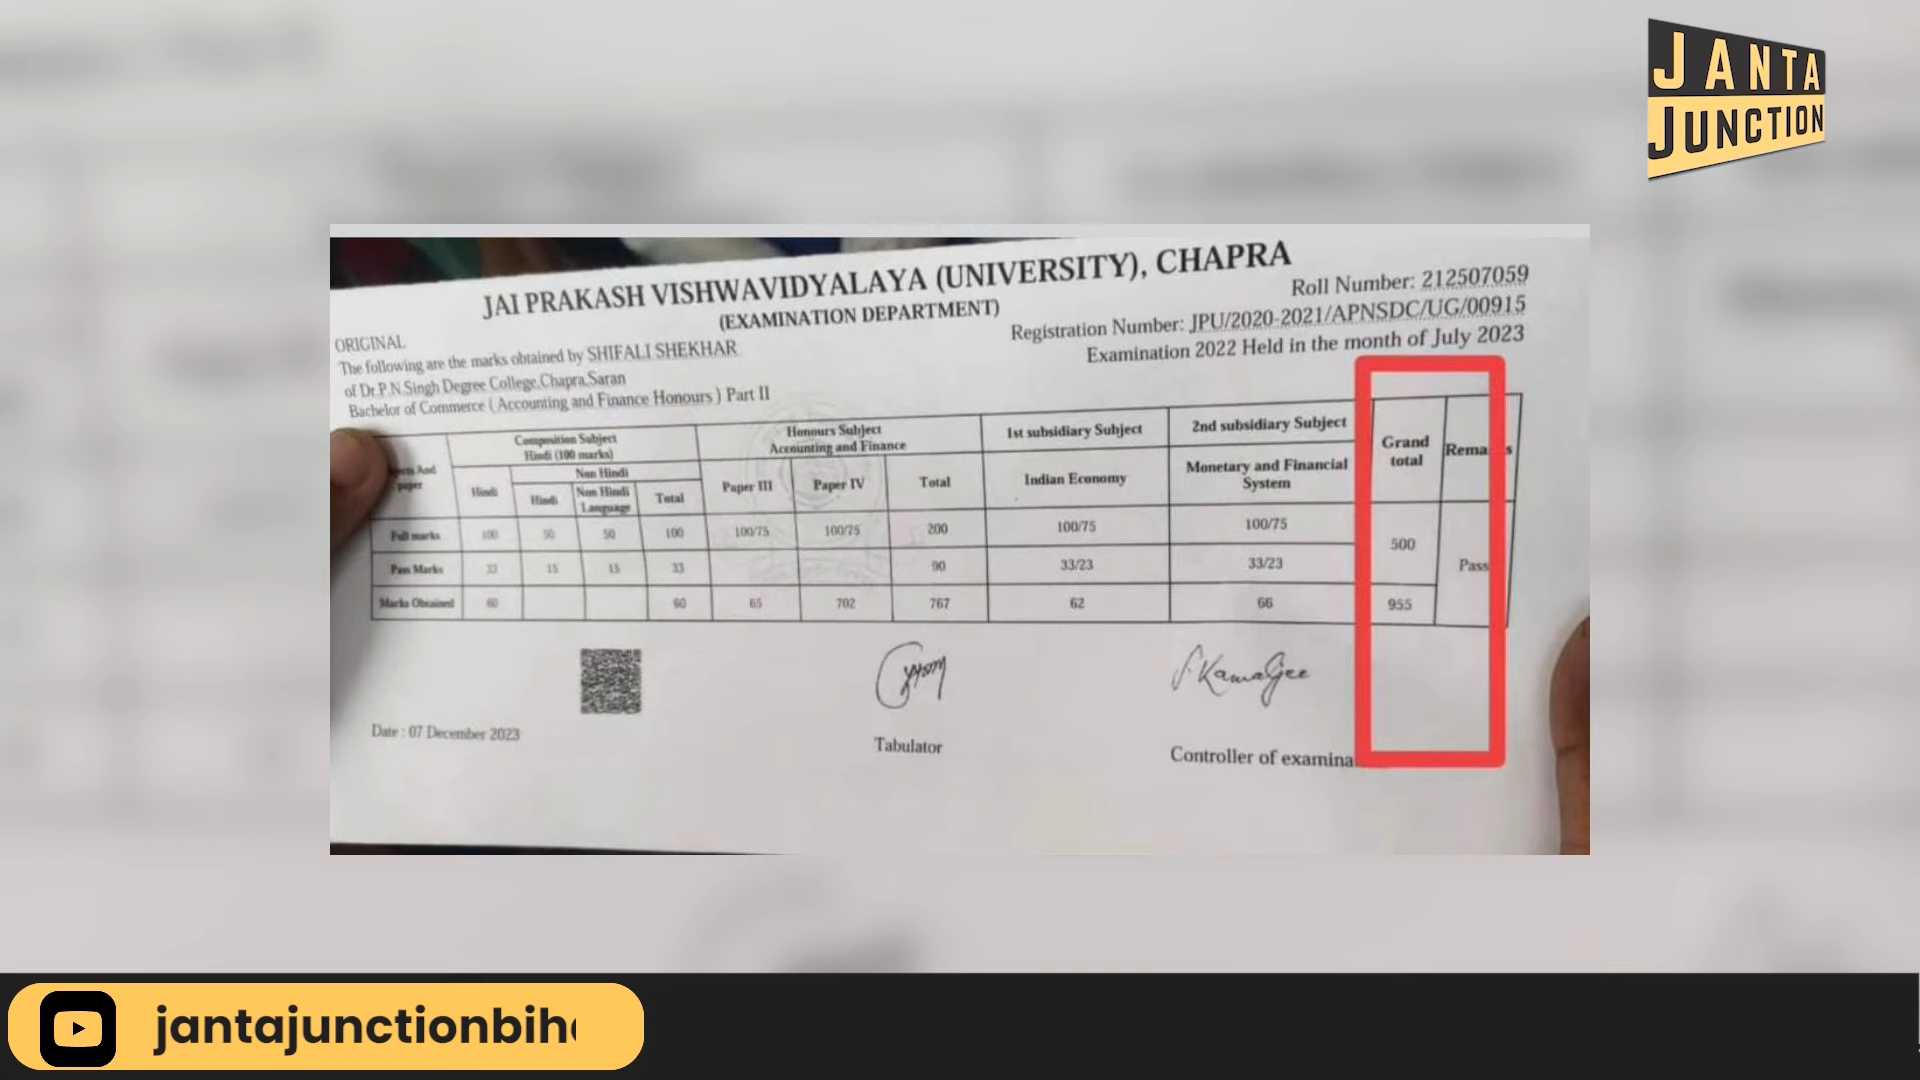 JANTA
JUNCTION
JAI PRAKASH VISHWAVIDYALAYA (UNIVERSITY), CHAPRA
(EXAMINATION DEPARTMENT)
Roll Number: 212507059
Registration Number: JPU/2020-2021/APNSDC/UG/00915
Examination 2022 Held in the month of July 2023
ORIGINAL
The following are the marks obtained by SHIFALI SHEKHAR
of Dr.P.N.Singh Degree College,Chapra,Saran
Bachelor of Commerce ( Accounting and Finance Honours ) Part II
And paper
Composition Subject
Hindi (100 marks)
Hindi
Non Hindi
Hindi
Non Hindi Language
Total
Honours Subject
Accounting and Finance
Paper III
Paper IV
Total
1st subsidiary Subject
Indian Economy
2nd subsidiary Subject
Monetary and Financial System
Grand total
Full marks 100 50 50 100 100/75 100/75 200 100/75 100/75 500 Pass
Pass Marks 33 15 15 33 90 33/23 33/23
Marks Obtained 60 60 65 702 767 62 66 955
Date : 07 December 2023
Tabulator
S. KamaGee
Controller of
jantajunctionbih